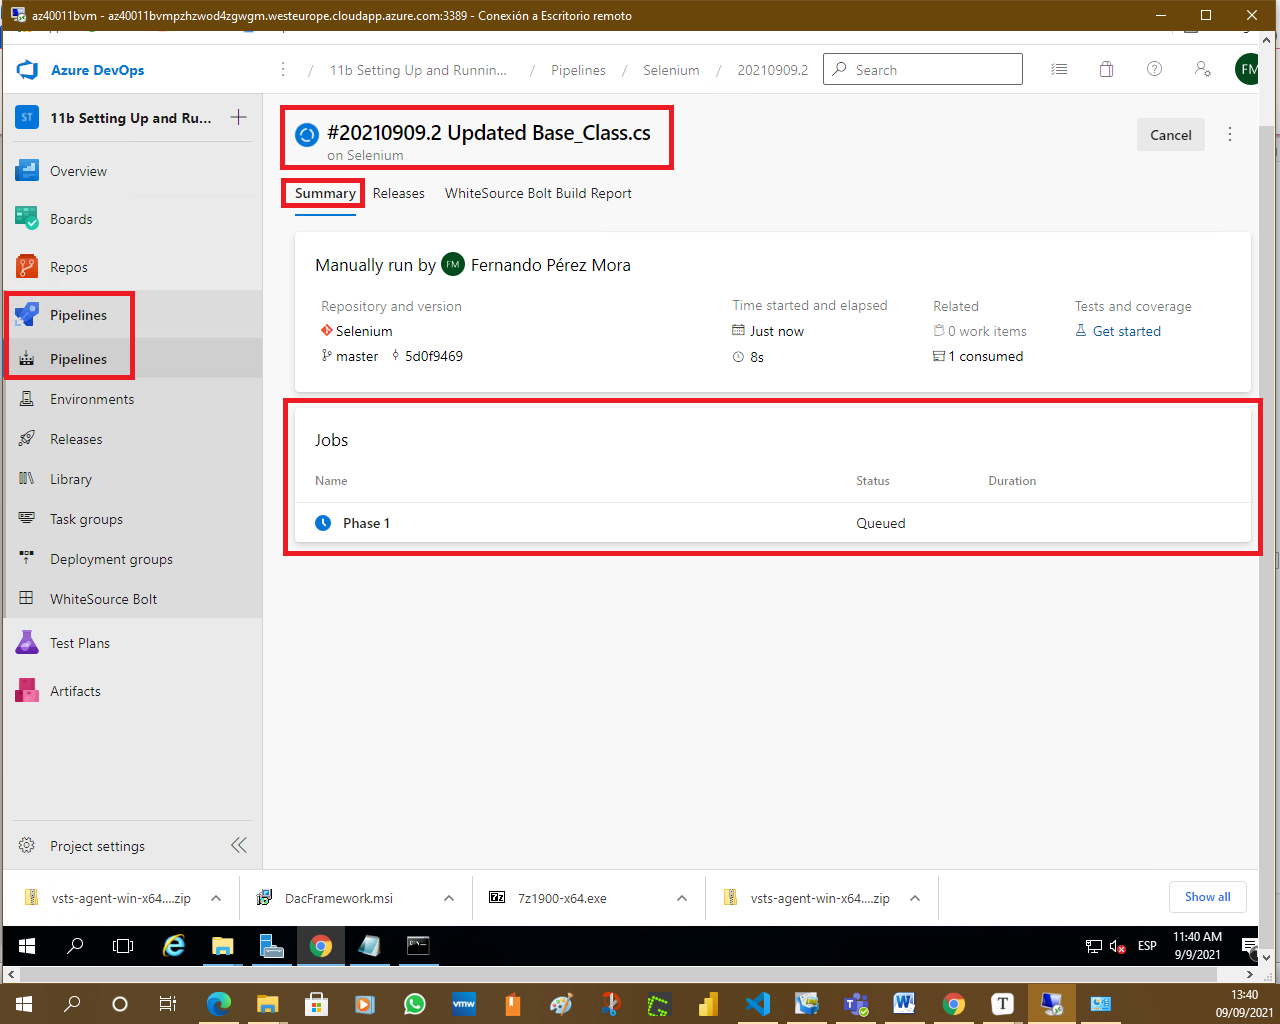 az40011bvm - az40011bvmpzhzwod4zgwgm.westeurope.cloudapp.azure.com:3389 - Conexión a Escritorio remoto
Azure DevOps
/ 11b Setting Up and Runnin... / Pipelines / Selenium / 20210909.2
Search
FM
ST 11b Setting Up and Ru...
Overview
Boards
Repos
Pipelines
Pipelines
Environments
Releases
Library
Task groups
Deployment groups
WhiteSource Bolt
Test Plans
Artifacts
Project settings
#20210909.2 Updated Base_Class.cs
on Selenium
Cancel
Summary Releases WhiteSource Bolt Build Report
Manually run by FM Fernando Pérez Mora
Repository and version
Selenium
master 5d0f9469
Time started and elapsed
Just now
8s
Related
0 work items
1 consumed
Tests and coverage
Get started
Jobs
Name Status Duration
Phase 1 Queued
vsts-agent-win-x64....zip
DacFramework.msi
7z 7z1900-x64.exe
vsts-agent-win-x64....zip
Show all
ESP
11:40 AM
9/9/2021
vmw
T
13:40
09/09/2021